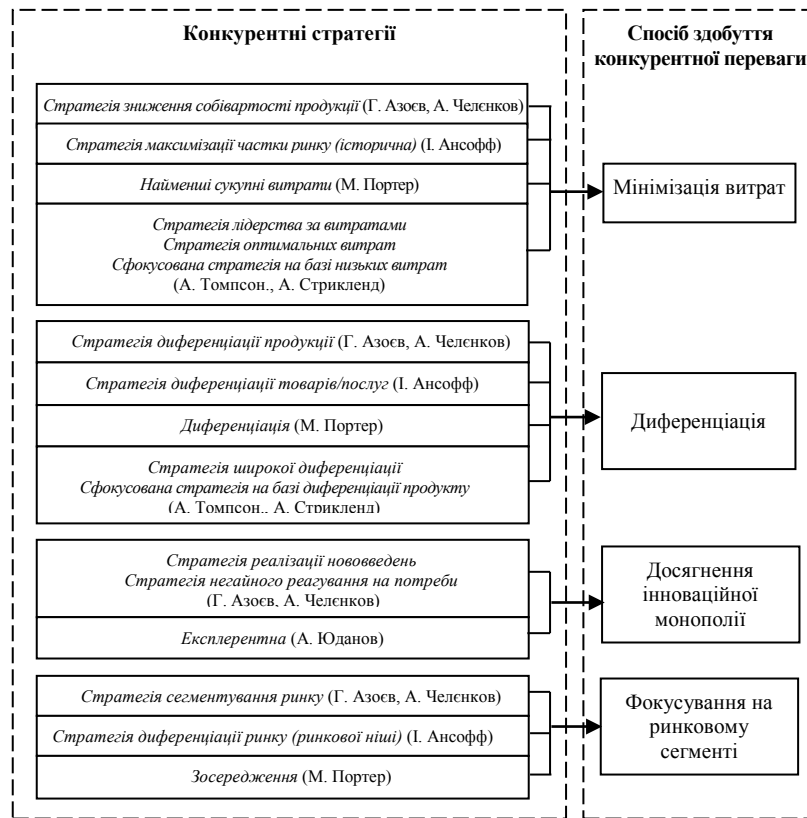 Конкурентні стратегії
Спосіб здобуття
конкурентної переваги
Стратегія зниження собівартості продукції (Г. Азоєв, А. Челєнков)
Стратегія максимізації частки ринку (історична) (І. Ансофф)
Найменші сукупні витрати (М. Портер)
Стратегія лідерства за витратами
Стратегія оптимальних витрат
Сфокусована стратегія на базі низьких витрат
(А. Томпсон., А. Стрикленд)
Мінімізація витрат
Стратегія диференціації продукції (Г. Азоєв, А. Челєнков)
Стратегія диференціації товарів/послуг (І. Ансофф)
Диференціація (М. Портер)
Стратегія широкої диференціації
Сфокусована стратегія на базі диференціації продукту
(А. Томпсон., А. Стрикленд)
Диференціація
Стратегія реалізації нововведень
Стратегія негайного реагування на потреби
(Г. Азоєв, А. Челєнков)
Експлерентна (А. Юданов)
Досягнення
інноваційної
монополії
Стратегія сегментування ринку (Г. Азоєв, А. Челєнков)
Стратегія диференціації ринку (ринкової ніші) (І. Ансофф)
Зосередження (М. Портер)
Фокусування на
ринковому
сегменті